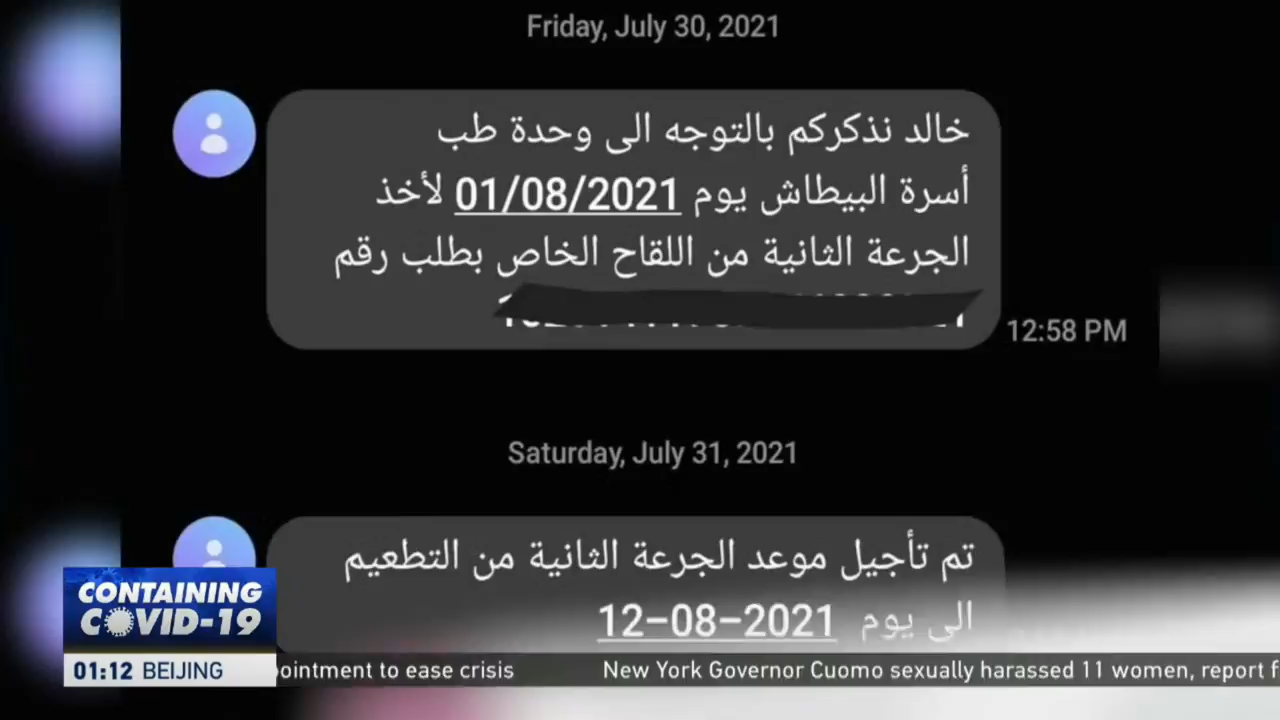 Friday, July 30, 2021
خالد نذكركم بالتوجه الى وحدة طب
أسرة البيطاش يوم 01/08/2021 لأخذ
الجرعة الثانية من اللقاح الخاص بطلب رقم
12:58 PM
Saturday, July 31, 2021
تم تأجيل موعد الجرعة الثانية من التطعيم
الى يوم 2021-08-12
CONTAINING
COVID-19
01:12 BEIJING
ointment to ease crisis
New York Governor Cuomo sexually harassed 11 women, report f